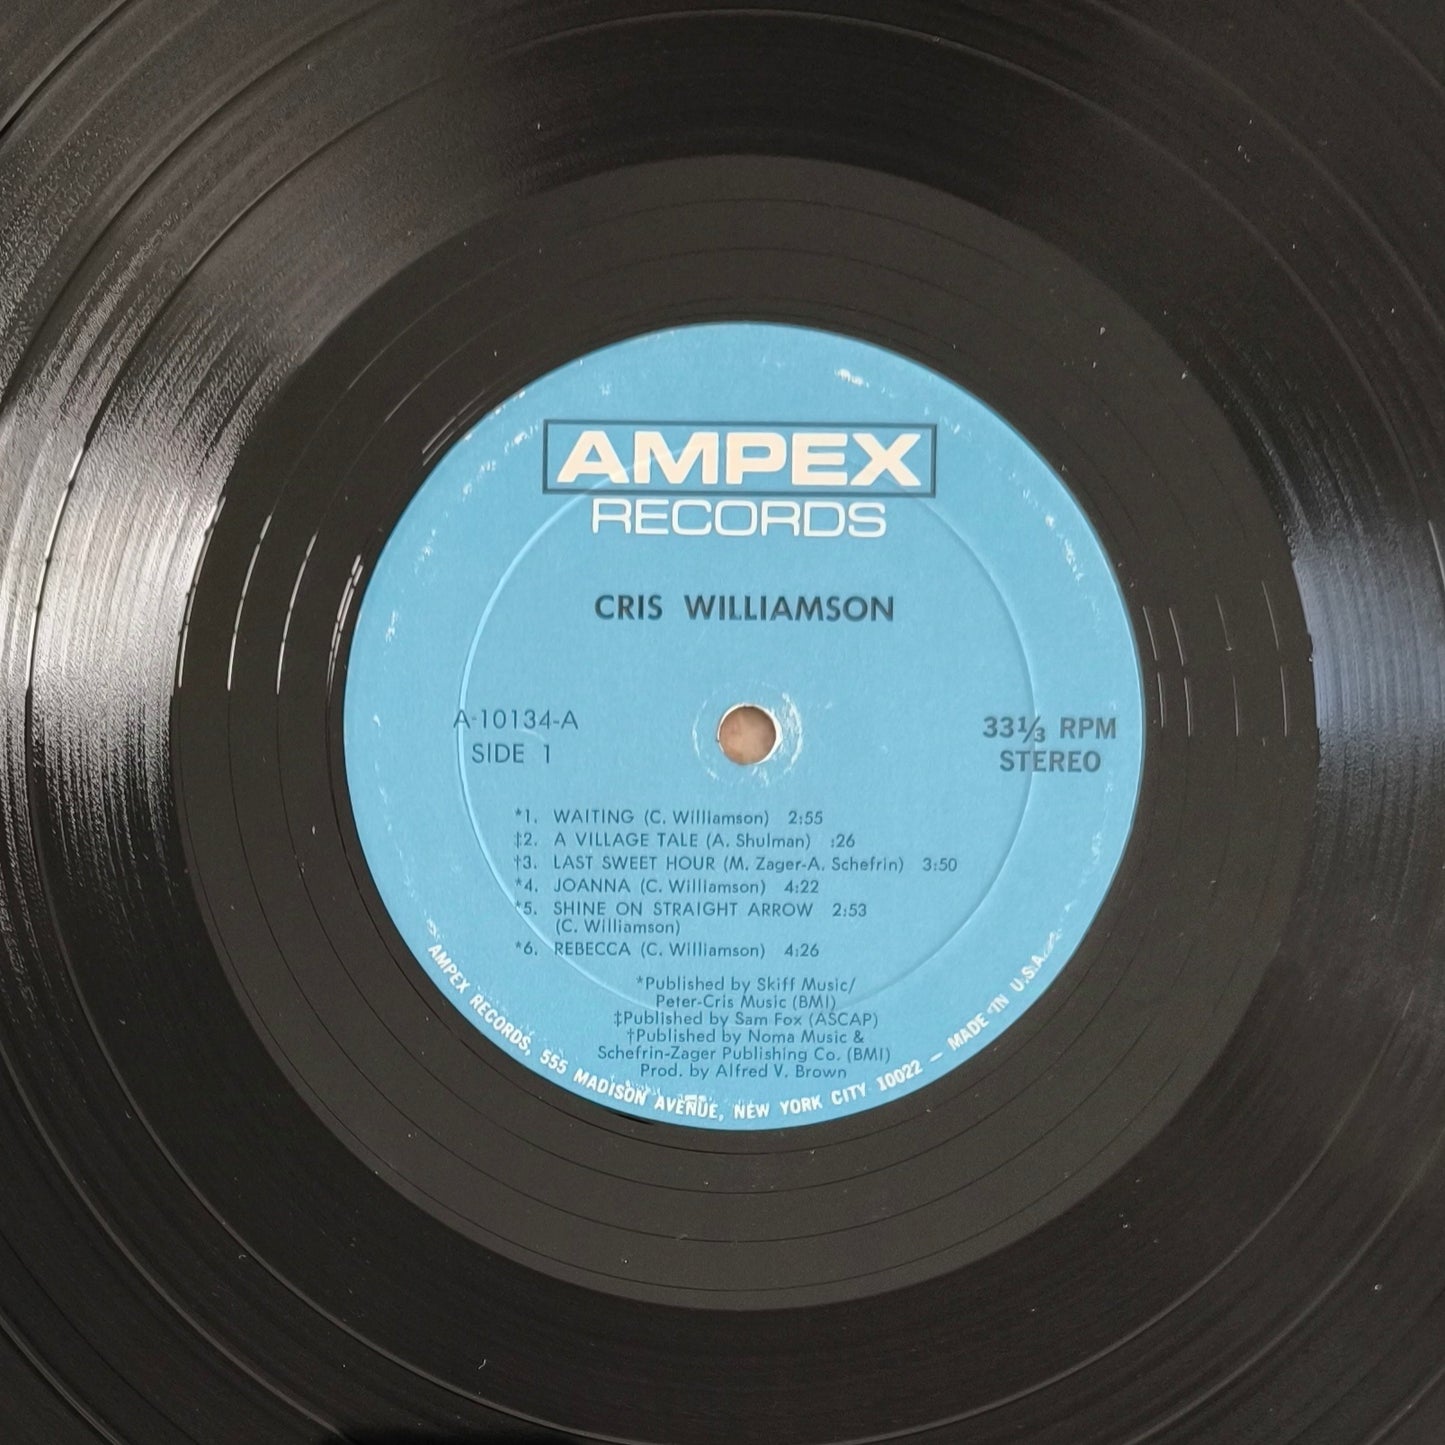 AMPEX
RECORDS
CRIS WILLIAMSON
A-10134-A
SIDE 1
33⅓ RPM
STEREO
*1. WAITING (C. Williamson) 2:55
‡2. A VILLAGE TALE (A. Shulman) :26
†3. LAST SWEET HOUR (M. Zager-A. Schefrin) 3:50
*4. JOANNA (C. Williamson) 4:22
*5. SHINE ON STRAIGHT ARROW 2:53
(C. Williamson)
*6. REBECCA (C. Williamson) 4:26
*Published by Skiff Music/
Peter-Cris Music (BMI)
‡Published by Sam Fox (ASCAP)
†Published by Noma Music &
Schefrin-Zager Publishing Co. (BMI)
Prod. by Alfred V. Brown
AMPEX RECORDS, 555 MADISON AVENUE, NEW YORK CITY 10022 — MADE IN U.S.A.